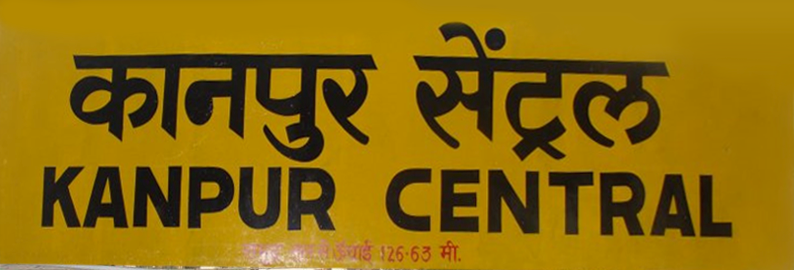 कानपुर सेंट्रल
KANPUR CENTRAL
ऊंचाई 126·63 मी.